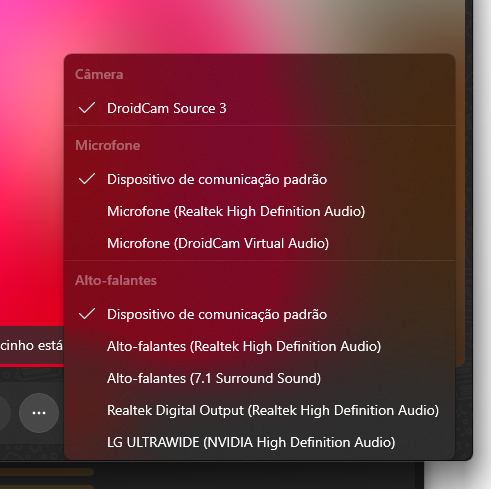 Câmera
DroidCam Source 3
Microfone
Dispositivo de comunicação padrão
Microfone (Realtek High Definition Audio)
Microfone (DroidCam Virtual Audio)
Alto-falantes
Dispositivo de comunicação padrão
Alto-falantes (Realtek High Definition Audio)
Alto-falantes (7.1 Surround Sound)
Realtek Digital Output (Realtek High Definition Audio)
LG ULTRAWIDE (NVIDIA High Definition Audio)
cinho está